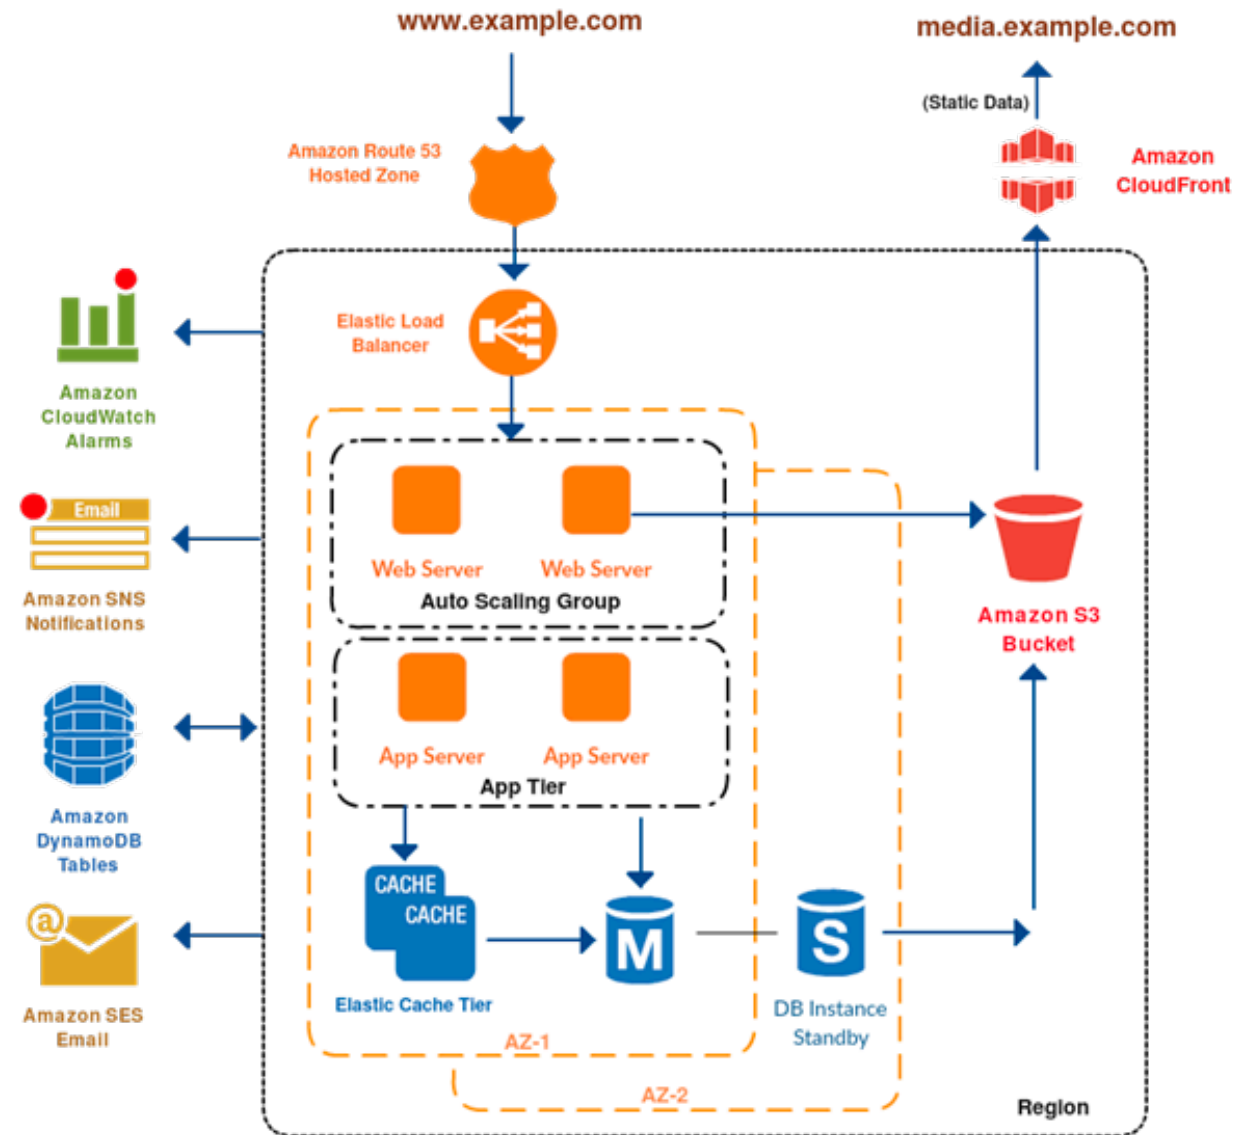 www.example.com
media.example.com
(Static Data)
Amazon Route 53
Hosted Zone
Amazon
CloudFront
Elastic Load
Balancer
Amazon
CloudWatch
Alarms
Email
Amazon SNS
Notifications
Web Server
Web Server
Auto Scaling Group
Amazon S3
Bucket
App Server
App Server
App Tier
Amazon
DynamoDB
Tables
CACHE
CACHE
Elastic Cache Tier
M
S
DB Instance
Standby
@
Amazon SES
Email
AZ-1
AZ-2
Region